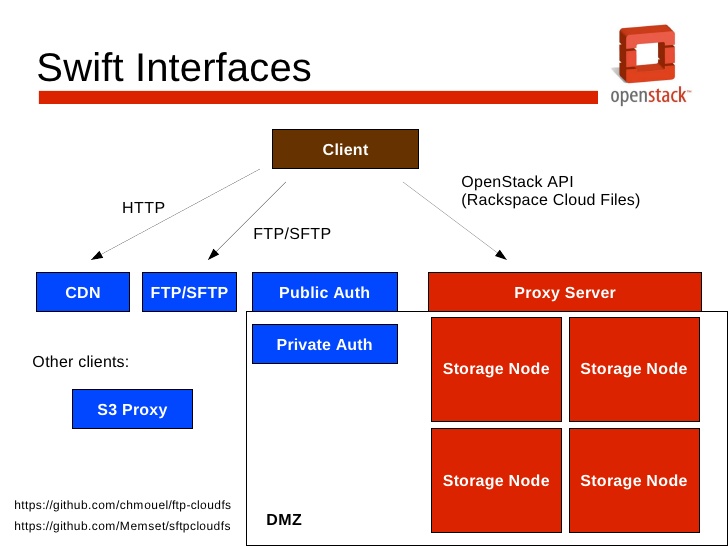 Swift Interfaces
openstack™
Client
OpenStack API
(Rackspace Cloud Files)
HTTP
FTP/SFTP
CDN
FTP/SFTP
Public Auth
Proxy Server
Private Auth
Other clients:
S3 Proxy
Storage Node
Storage Node
Storage Node
Storage Node
https://github.com/chmouel/ftp-cloudfs
https://github.com/Memset/sftpcloudfs
DMZ